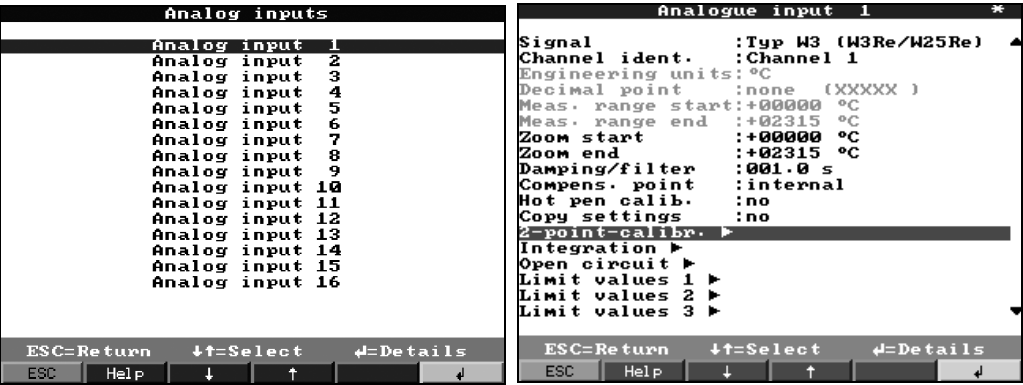 Analog inputs
Analog input 1
Analog input 2
Analog input 3
Analog input 4
Analog input 5
Analog input 6
Analog input 7
Analog input 8
Analog input 9
Analog input 10
Analog input 11
Analog input 12
Analog input 13
Analog input 14
Analog input 15
Analog input 16
ESC=Return ↓↑=Select ↲=Details
ESC Help ↓ ↑ ↲
Analogue input 1 *
Signal :Typ W3 (W3Re/W25Re) ▲
Channel ident. :Channel 1
Engineering units: °C
Decimal point :none (XXXXX )
Meas. range start:+00000 °C
Meas. range end :+02315 °C
Zoom start :+00000 °C
Zoom end :+02315 °C
Damping/filter :001.0 s
Compens. point :internal
Hot pen calib. :no
Copy settings :no
2-point-calibr. ►
Integration ►
Open circuit ►
Limit values 1 ►
Limit values 2 ►
Limit values 3 ► ▼
ESC=Return ↓↑=Select ↲=Details
ESC Help ↓ ↑ ↲